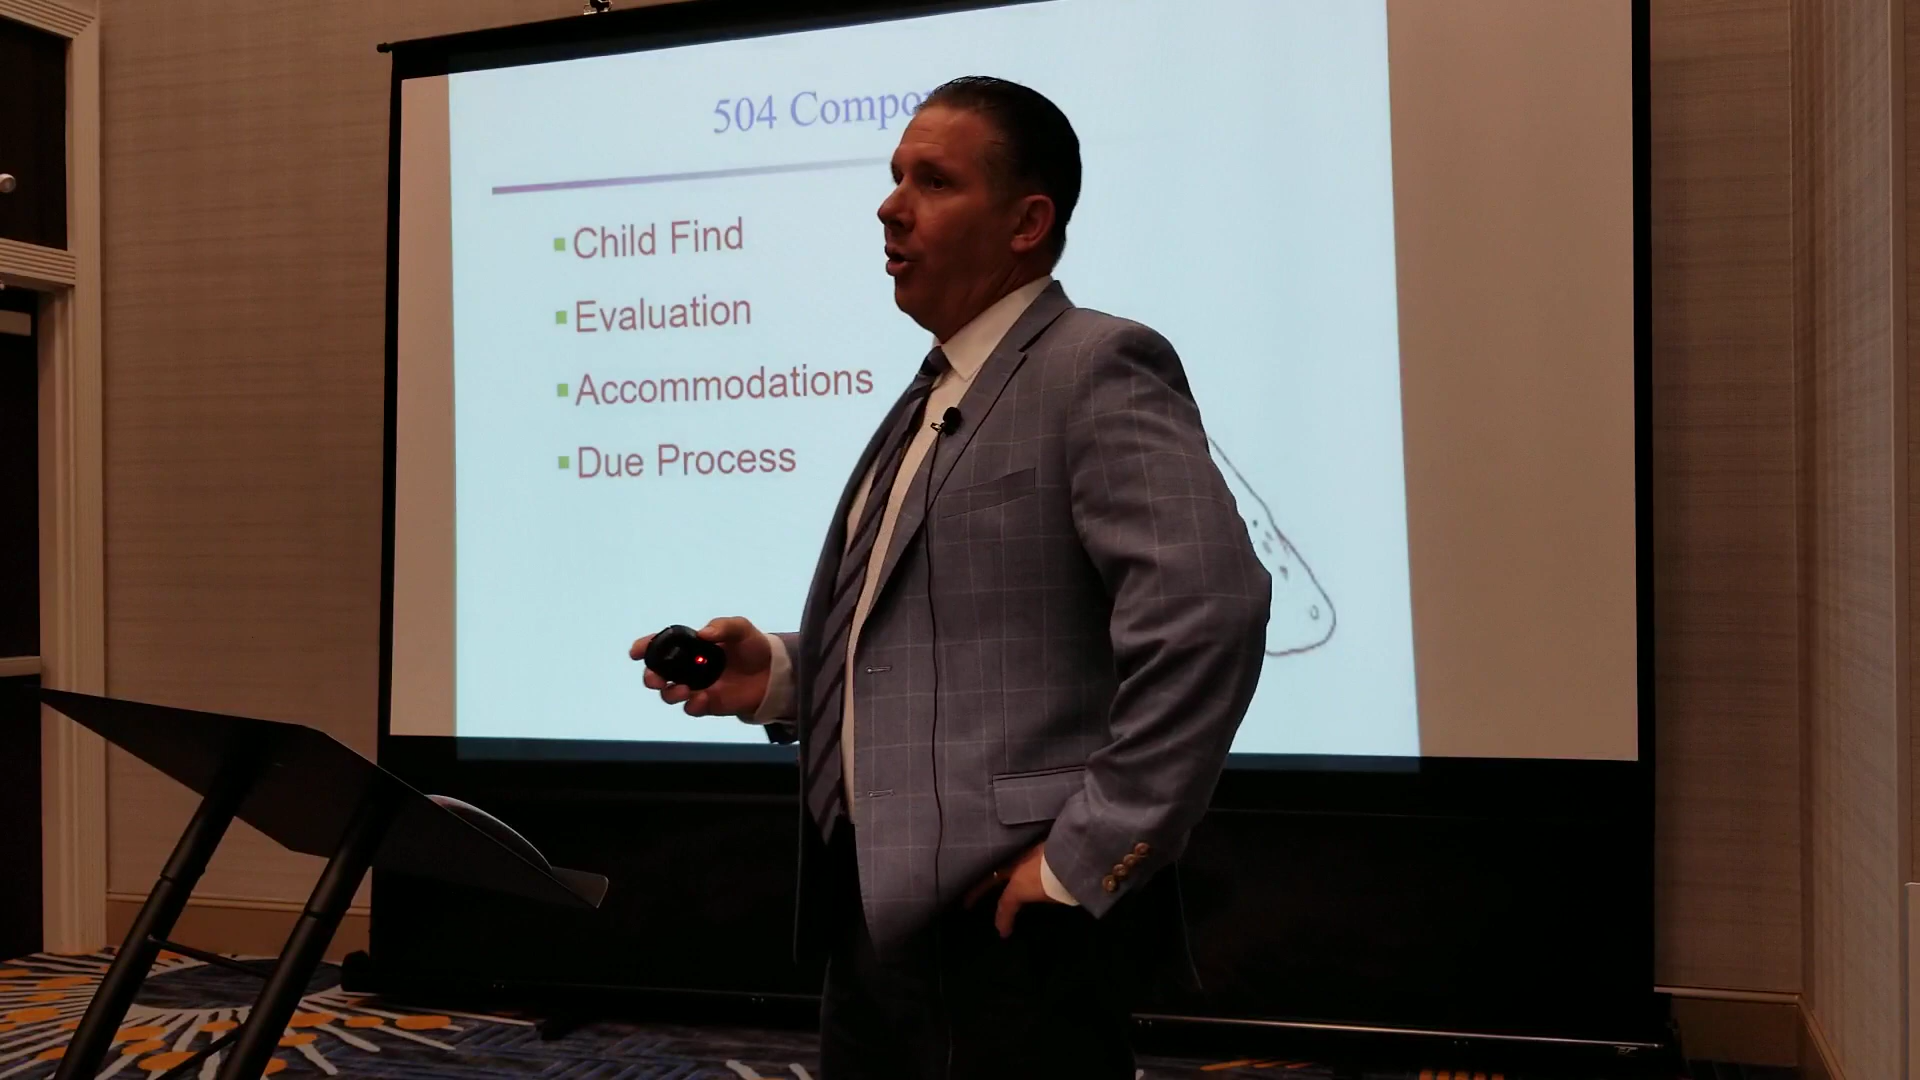 504 Compo
Child Find
Evaluation
Accommodations
Due Process